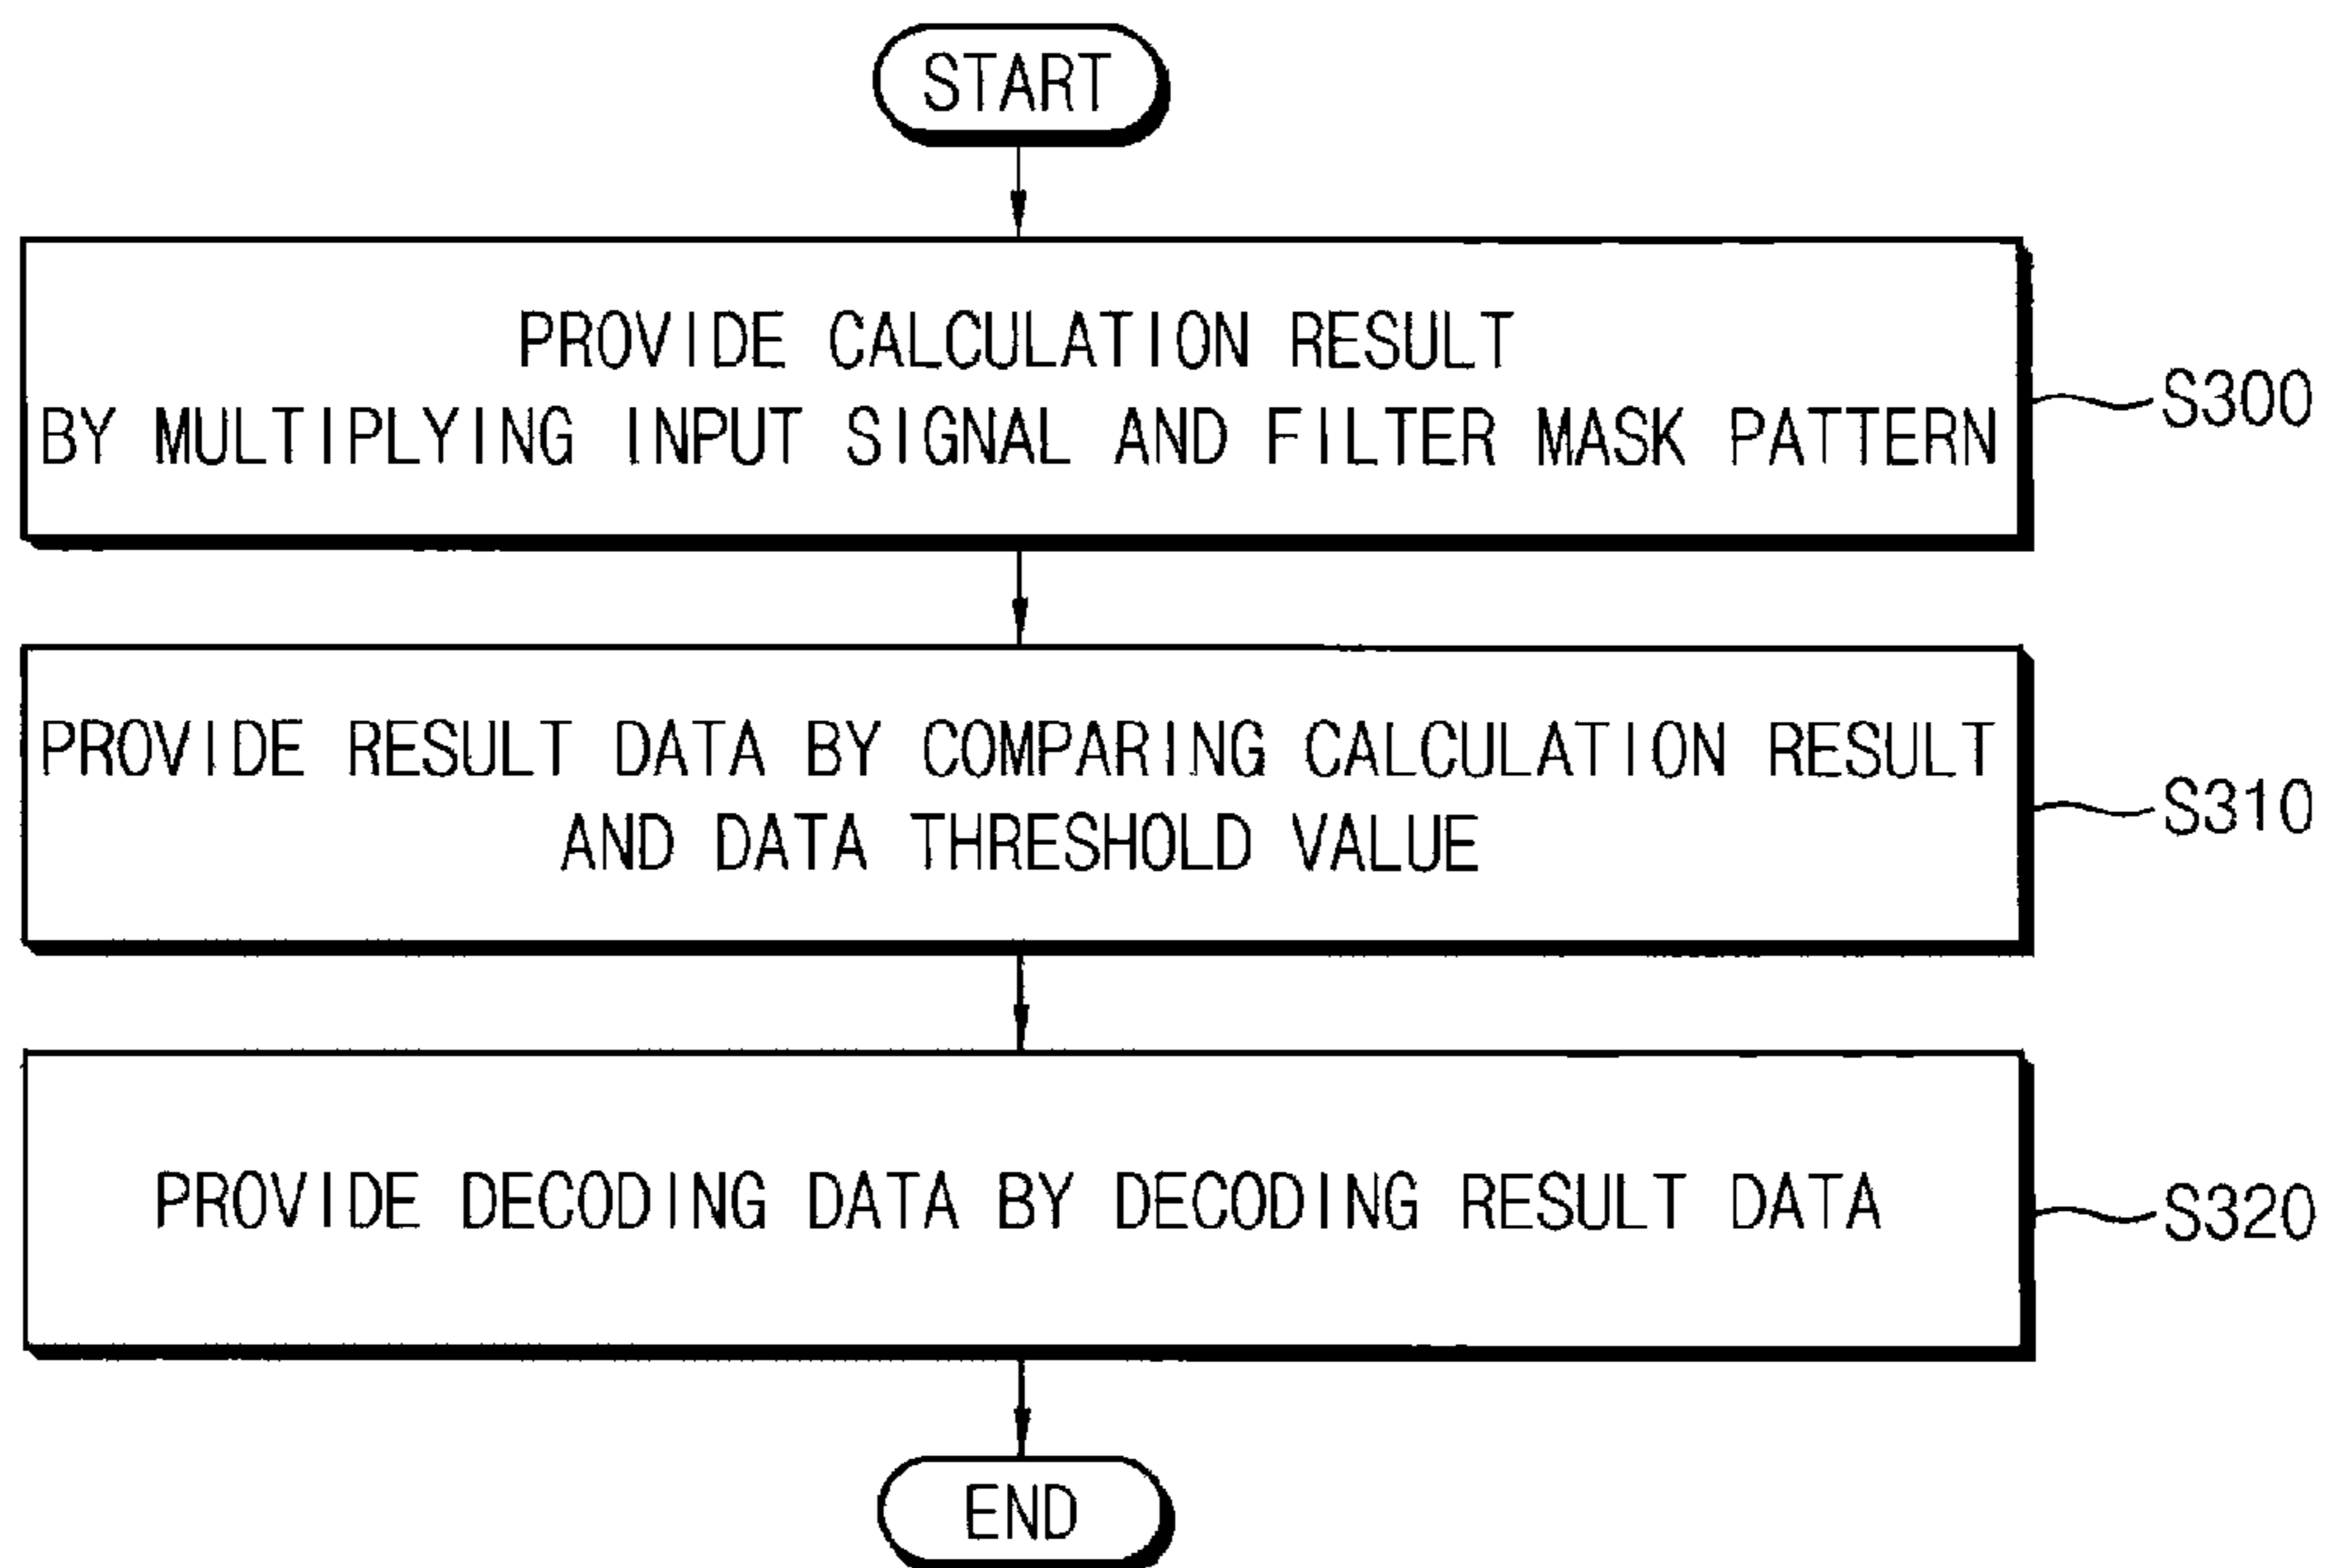 START
PROVIDE CALCULATION RESULT
BY MULTIPLYING INPUT SIGNAL AND FILTER MASK PATTERN
S300
PROVIDE RESULT DATA BY COMPARING CALCULATION RESULT
AND DATA THRESHOLD VALUE
S310
PROVIDE DECODING DATA BY DECODING RESULT DATA
S320
END